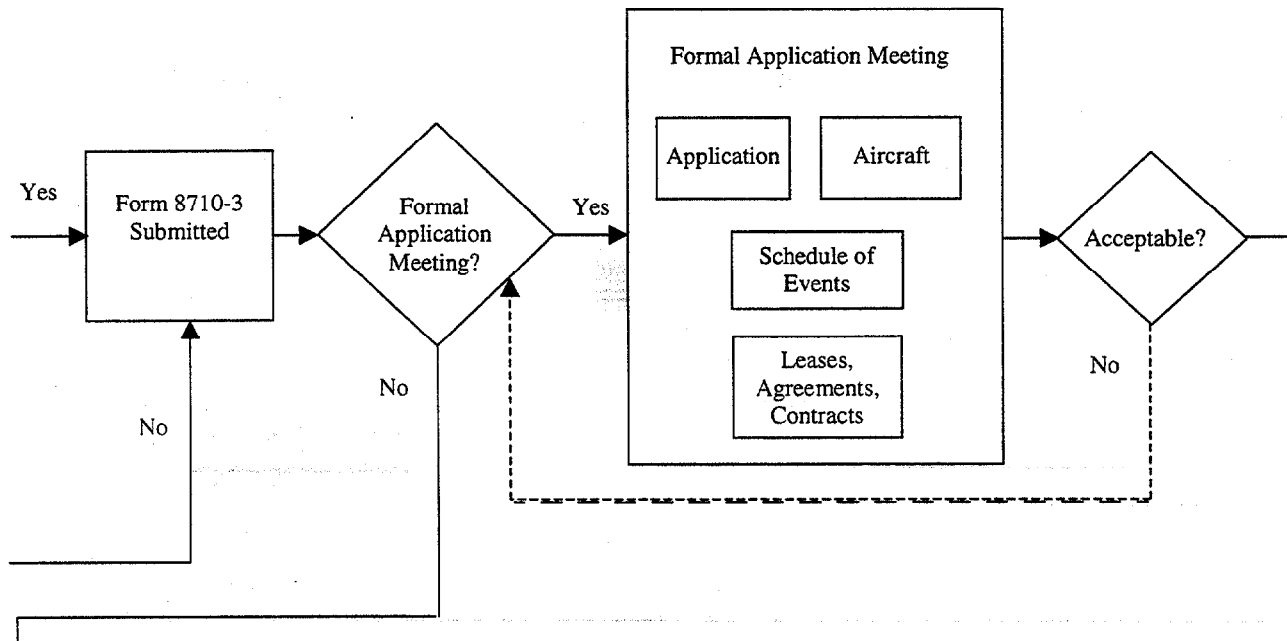 Yes
Form 8710-3
Submitted
No
Formal
Application
Meeting?
Yes
No
Formal Application Meeting
Application
Aircraft
Schedule of
Events
Leases,
Agreements,
Contracts
Acceptable?
No